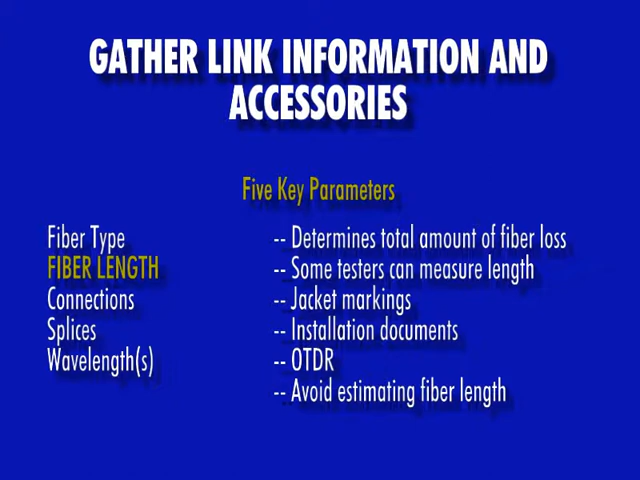 GATHER LINK INFORMATION AND
ACCESSORIES
Five Key Parameters
Fiber Type
FIBER LENGTH
Connections
Splices
Wavelength(s)
-- Determines total amount of fiber loss
-- Some testers can measure length
-- Jacket markings
-- Installation documents
-- OTDR
-- Avoid estimating fiber length